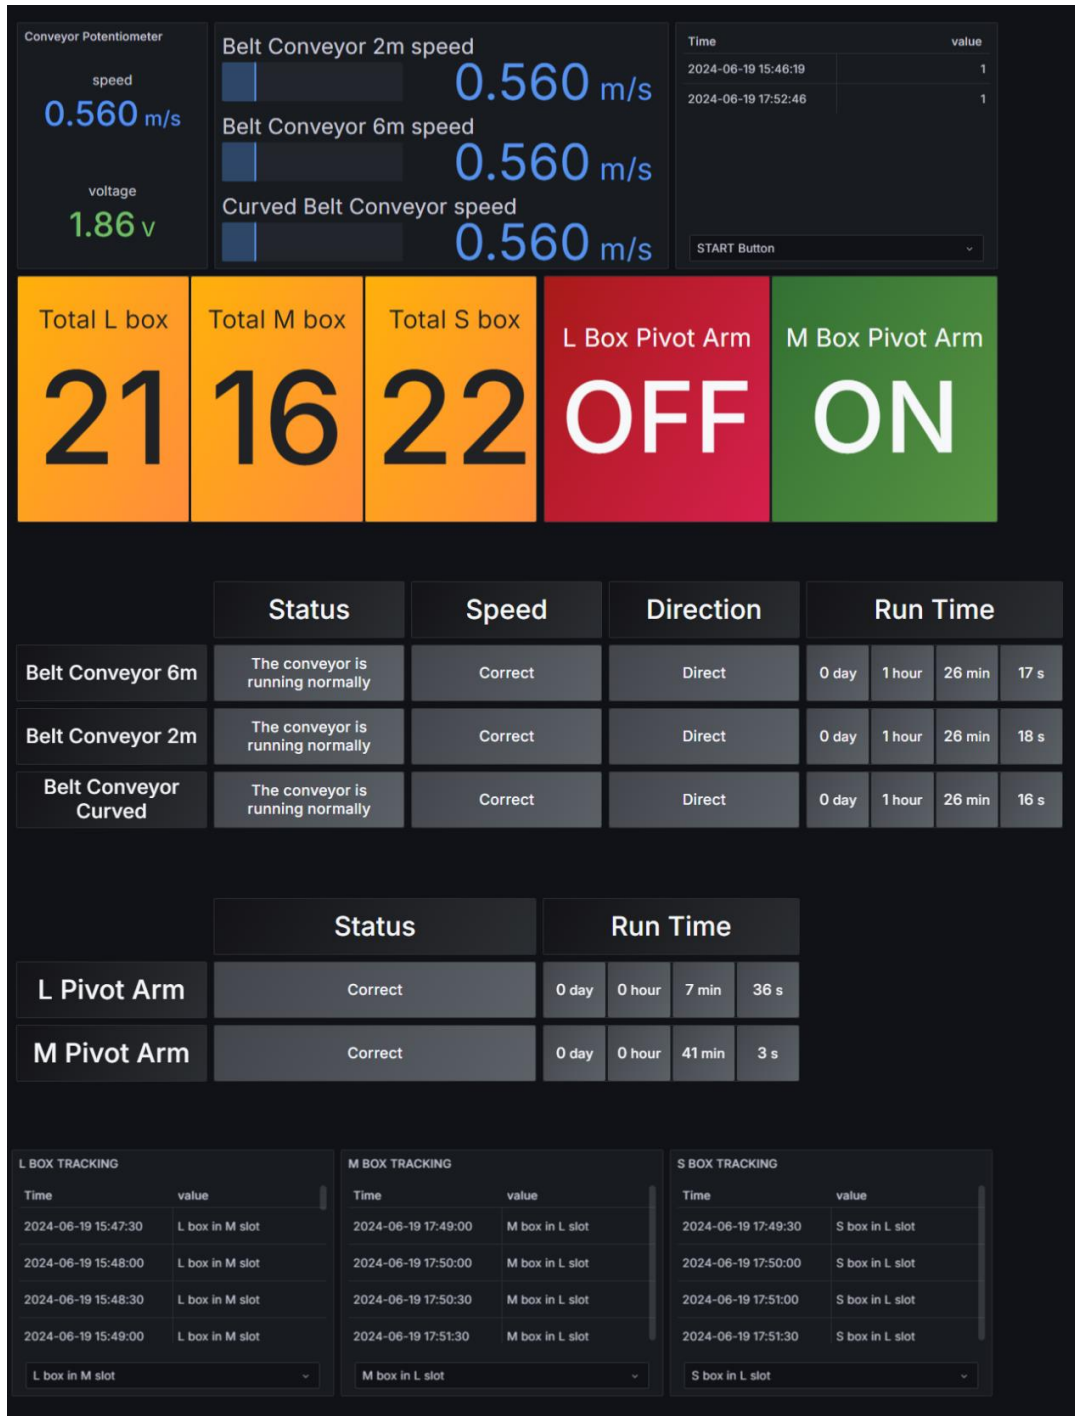 Conveyor Potentiometer
speed
0.560 m/s
voltage
1.86 V
Belt Conveyor 2m speed
0.560 m/s
Belt Conveyor 6m speed
0.560 m/s
Curved Belt Conveyor speed
0.560 m/s
Time value
2024-06-19 15:46:19 1
2024-06-19 17:52:46 1
START Button
Total L box
21
Total M box
16
Total S box
22
L Box Pivot Arm
OFF
M Box Pivot Arm
ON
Status Speed Direction Run Time
Belt Conveyor 6m
The conveyor is
running normally
Correct Direct 0 day 1 hour 26 min 17 s
Belt Conveyor 2m
The conveyor is
running normally
Correct Direct 0 day 1 hour 26 min 18 s
Belt Conveyor
Curved
The conveyor is
running normally
Correct Direct 0 day 1 hour 26 min 16 s
Status Run Time
L Pivot Arm Correct 0 day 0 hour 7 min 36 s
M Pivot Arm Correct 0 day 0 hour 41 min 3 s
L BOX TRACKING
Time value
2024-06-19 15:47:30 L box in M slot
2024-06-19 15:48:00 L box in M slot
2024-06-19 15:48:30 L box in M slot
2024-06-19 15:49:00 L box in M slot
L box in M slot
M BOX TRACKING
Time value
2024-06-19 17:49:00 M box in L slot
2024-06-19 17:50:00 M box in L slot
2024-06-19 17:50:30 M box in L slot
2024-06-19 17:51:30 M box in L slot
M box in L slot
S BOX TRACKING
Time value
2024-06-19 17:49:30 S box in L slot
2024-06-19 17:50:00 S box in L slot
2024-06-19 17:51:00 S box in L slot
2024-06-19 17:51:30 S box in L slot
S box in L slot